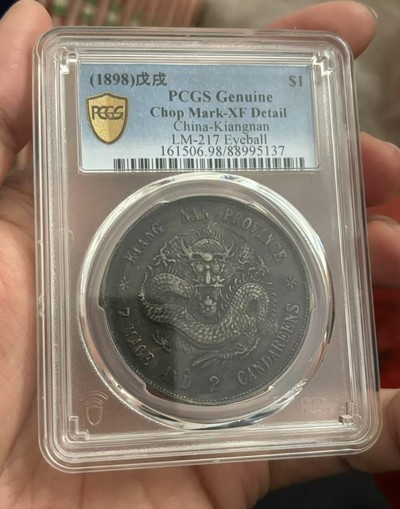 (1898)戊戌 $1
PCGS PCGS Genuine
Chop Mark-XF Detail
China-Kiangnan
LM-217 Eyeball
161506.98/88995137
KIANG NAN PROVINCE
7 MACE AND 2 CANDAREENS